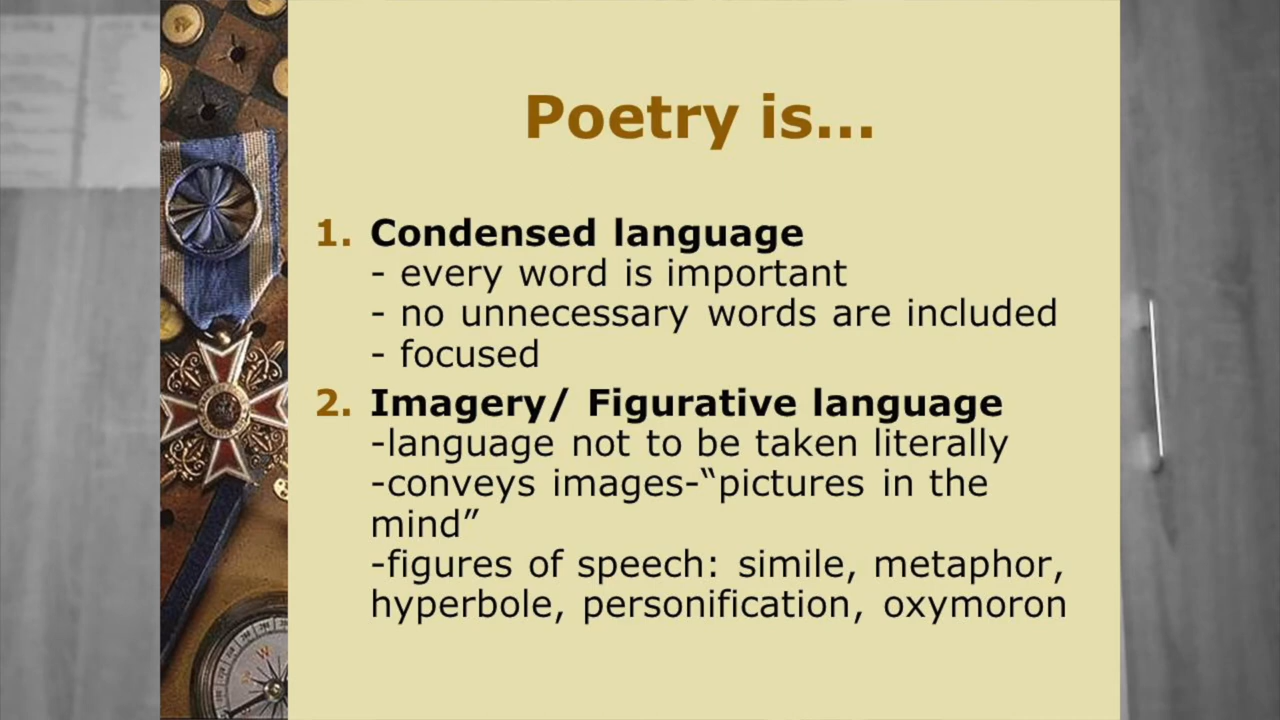 Poetry is...
1. Condensed language
- every word is important
- no unnecessary words are included
- focused
2. Imagery/ Figurative language
-language not to be taken literally
-conveys images-“pictures in the
mind”
-figures of speech: simile, metaphor,
hyperbole, personification, oxymoron